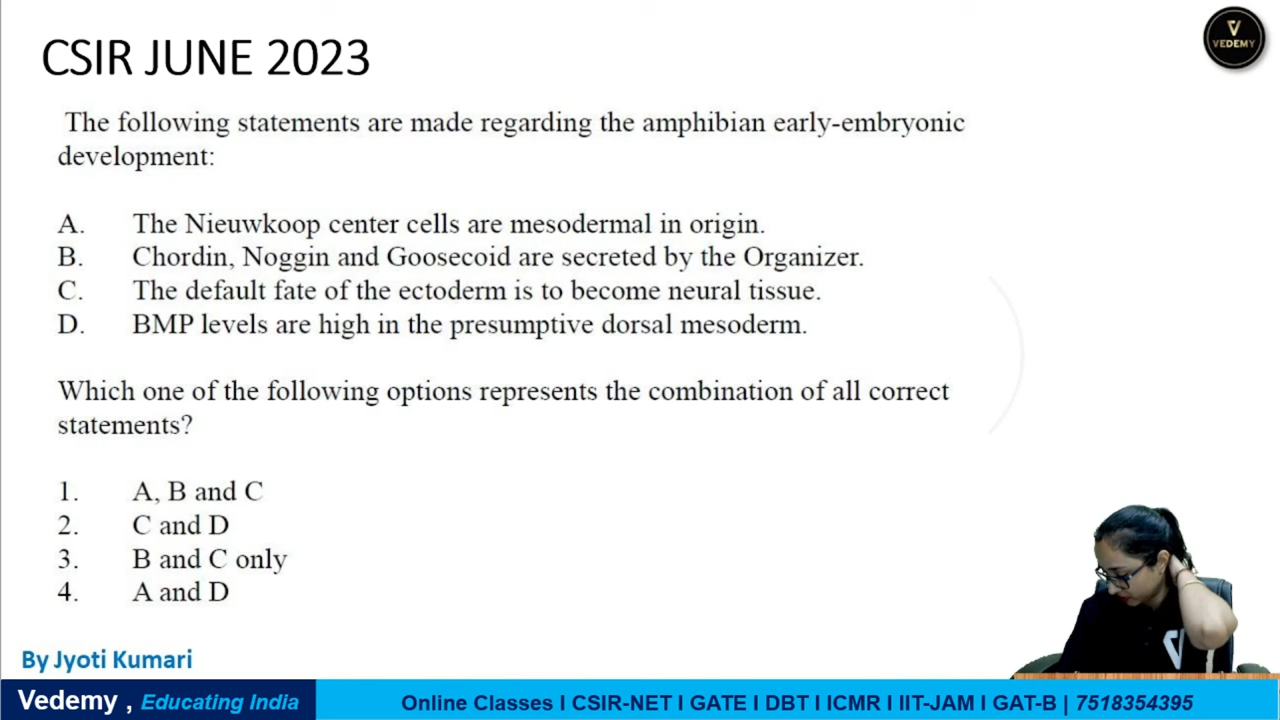 CSIR JUNE 2023
VEDEMY
The following statements are made regarding the amphibian early-embryonic
development:
A. The Nieuwkoop center cells are mesodermal in origin.
B. Chordin, Noggin and Goosecoid are secreted by the Organizer.
C. The default fate of the ectoderm is to become neural tissue.
D. BMP levels are high in the presumptive dorsal mesoderm.
Which one of the following options represents the combination of all correct
statements?
1. A, B and C
2. C and D
3. B and C only
4. A and D
By Jyoti Kumari
Vedemy , Educating India
Online Classes I CSIR-NET I GATE I DBT I ICMR I IIT-JAM I GAT-B | 7518354395